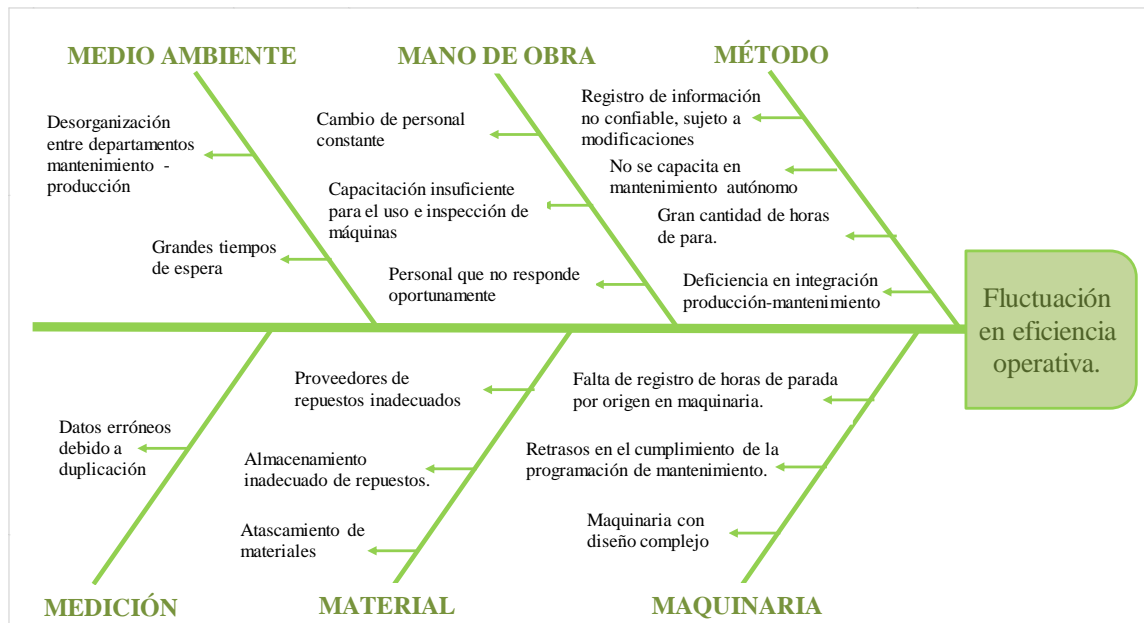 MEDIO AMBIENTE
Desorganización
entre departamentos
mantenimiento -
producción
Grandes tiempos
de espera
MANO DE OBRA
Cambio de personal
constante
Capacitación insuficiente
para el uso e inspección de
máquinas
Personal que no responde
oportunamente
MÉTODO
Registro de información
no confiable, sujeto a
modificaciones
No se capacita en
mantenimiento autónomo
Gran cantidad de horas
de para.
Deficiencia en integración
producción-mantenimiento
Fluctuación
en eficiencia
operativa.
Datos erróneos
debido a
duplicación
MEDICIÓN
Proveedores de
repuestos inadecuados
Almacenamiento
inadecuado de repuestos.
Atascamiento de
materiales
MATERIAL
Falta de registro de horas de parada
por origen en maquinaria.
Retrasos en el cumplimiento de la
programación de mantenimiento.
Maquinaria con
diseño complejo
MAQUINARIA